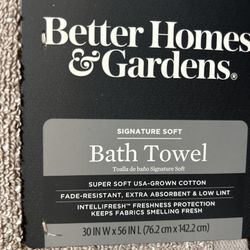 Better Homes
& Gardens®
SIGNATURE SOFT
Bath Towel
Toalla de baño Signature Soft
SUPER SOFT USA-GROWN COTTON
FADE-RESISTANT, EXTRA ABSORBENT & LOW LINT
INTELLIFRESH™ FRESHNESS PROTECTION
KEEPS FABRICS SMELLING FRESH
30 IN W x 56 IN L (76.2 cm x 142.2 cm)